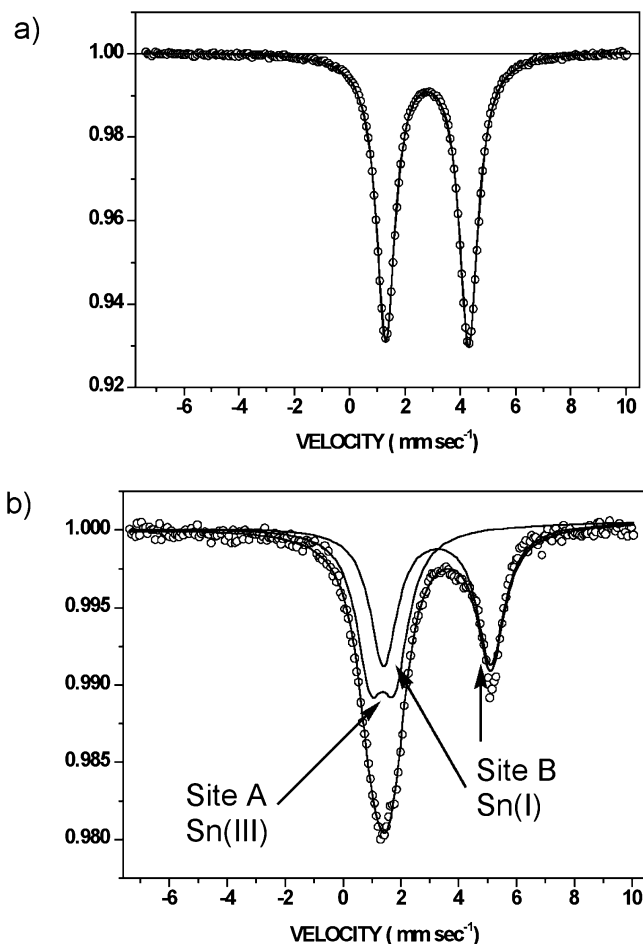 a)
1.00
0.98
0.96
0.94
0.92
-6 -4 -2 0 2 4 6 8 10
VELOCITY ( mm sec-1)
b)
1.000
0.995
0.990
0.985
0.980
Site A
Sn(III)
Site B
Sn(I)
-6 -4 -2 0 2 4 6 8 10
VELOCITY ( mm sec-1)